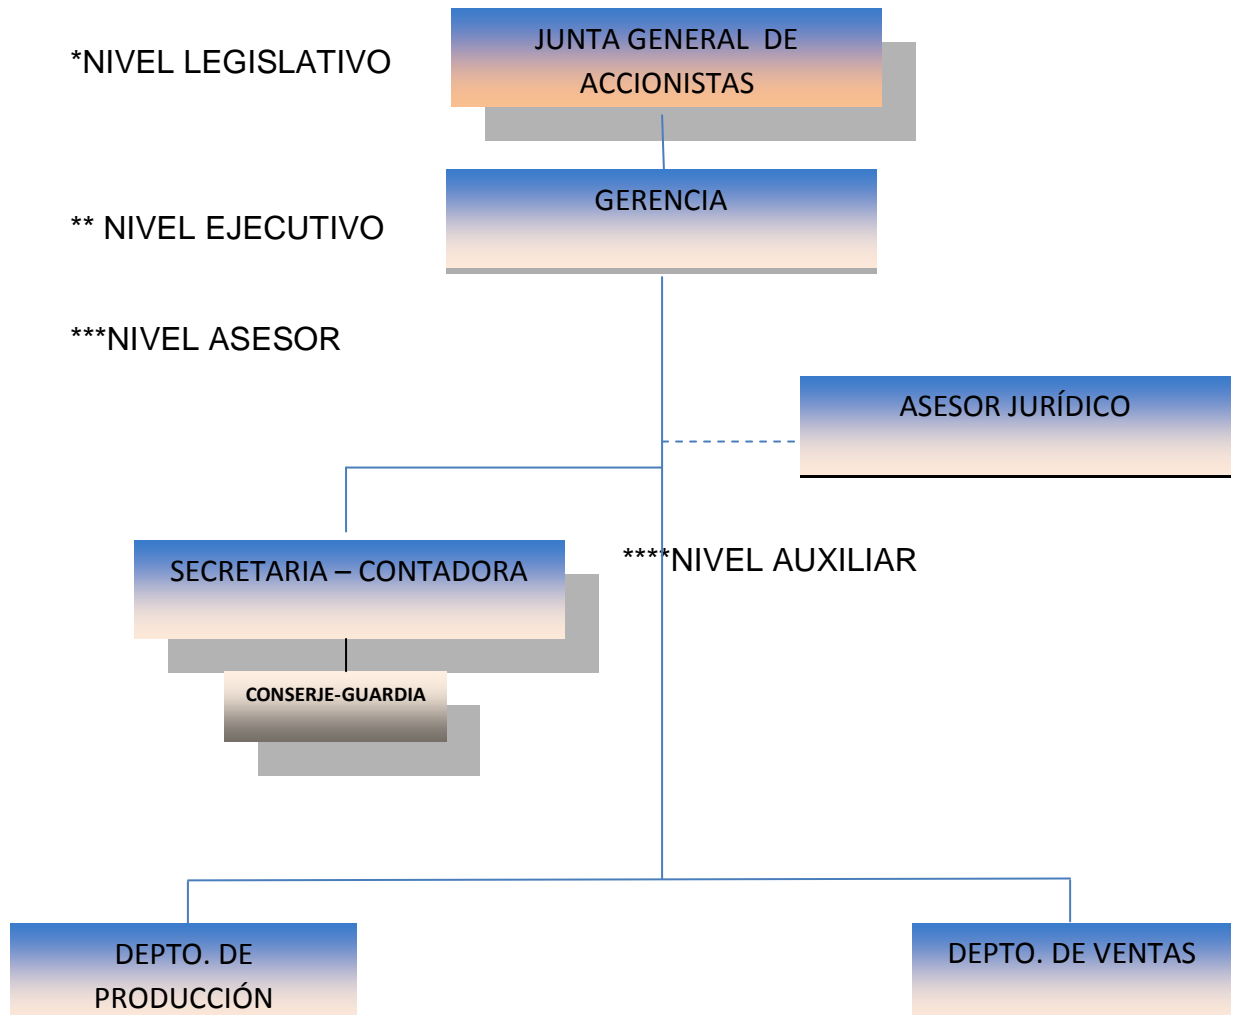 JUNTA GENERAL DE
ACCIONISTAS
*NIVEL LEGISLATIVO
GERENCIA
** NIVEL EJECUTIVO
***NIVEL ASESOR
ASESOR JURÍDICO
SECRETARIA – CONTADORA
****NIVEL AUXILIAR
CONSERJE-GUARDIA
DEPTO. DE
PRODUCCIÓN
DEPTO. DE VENTAS